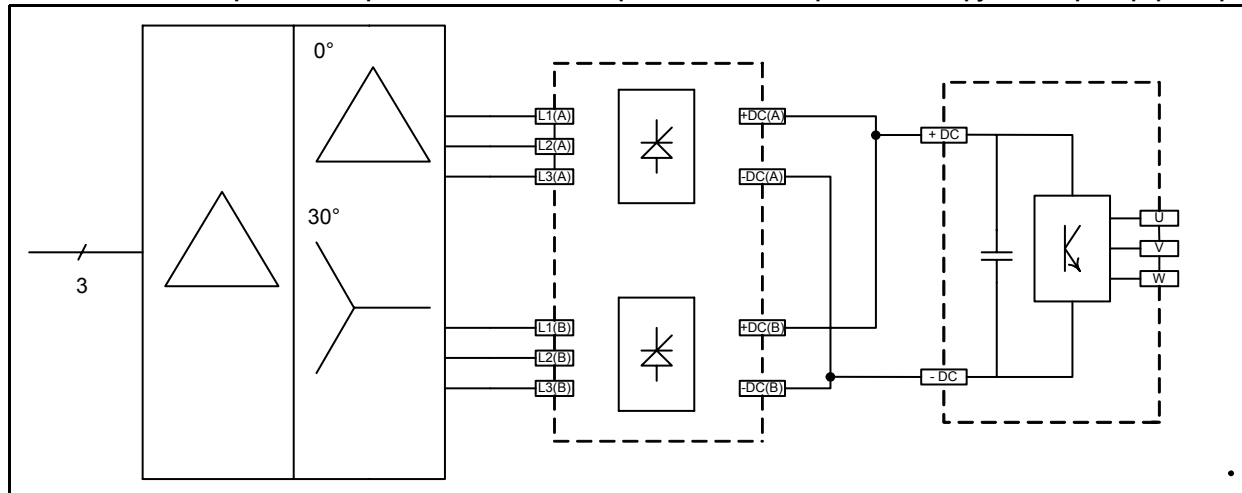 0°
30°
3
L1(A)
L2(A)
L3(A)
L1(B)
L2(B)
L3(B)
+DC(A)
-DC(A)
+DC(B)
-DC(B)
+ DC
- DC
U
V
W